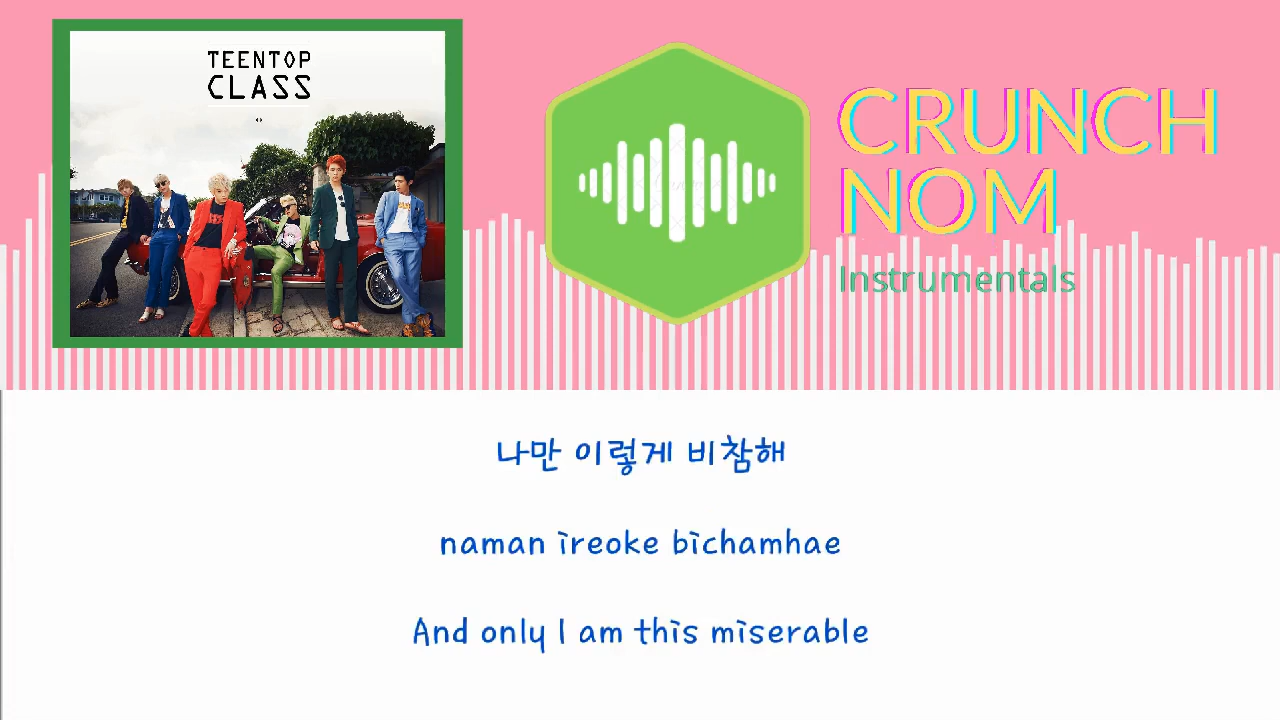 TEENTOP
CLASS
CRUNCH
NOM
Instrumentals
나만 이렇게 비참해
naman ireoke bichamhae
And only I am this miserable